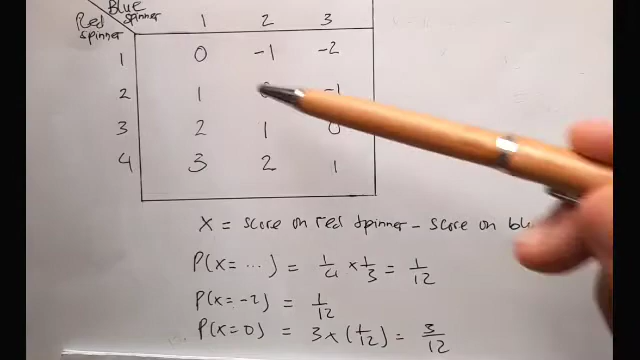 Blue spinner
Red spinner 1 2 3
1 0 -1 -2
2 1 0 -1
3 2 1 0
4 3 2 1
X = score on red spinner - score on
P(X= ...) = 1/4 × 1/3 = 1/12
P(X= -2) = 1/12
P(X=0) = 3 × (1/12) = 3/12